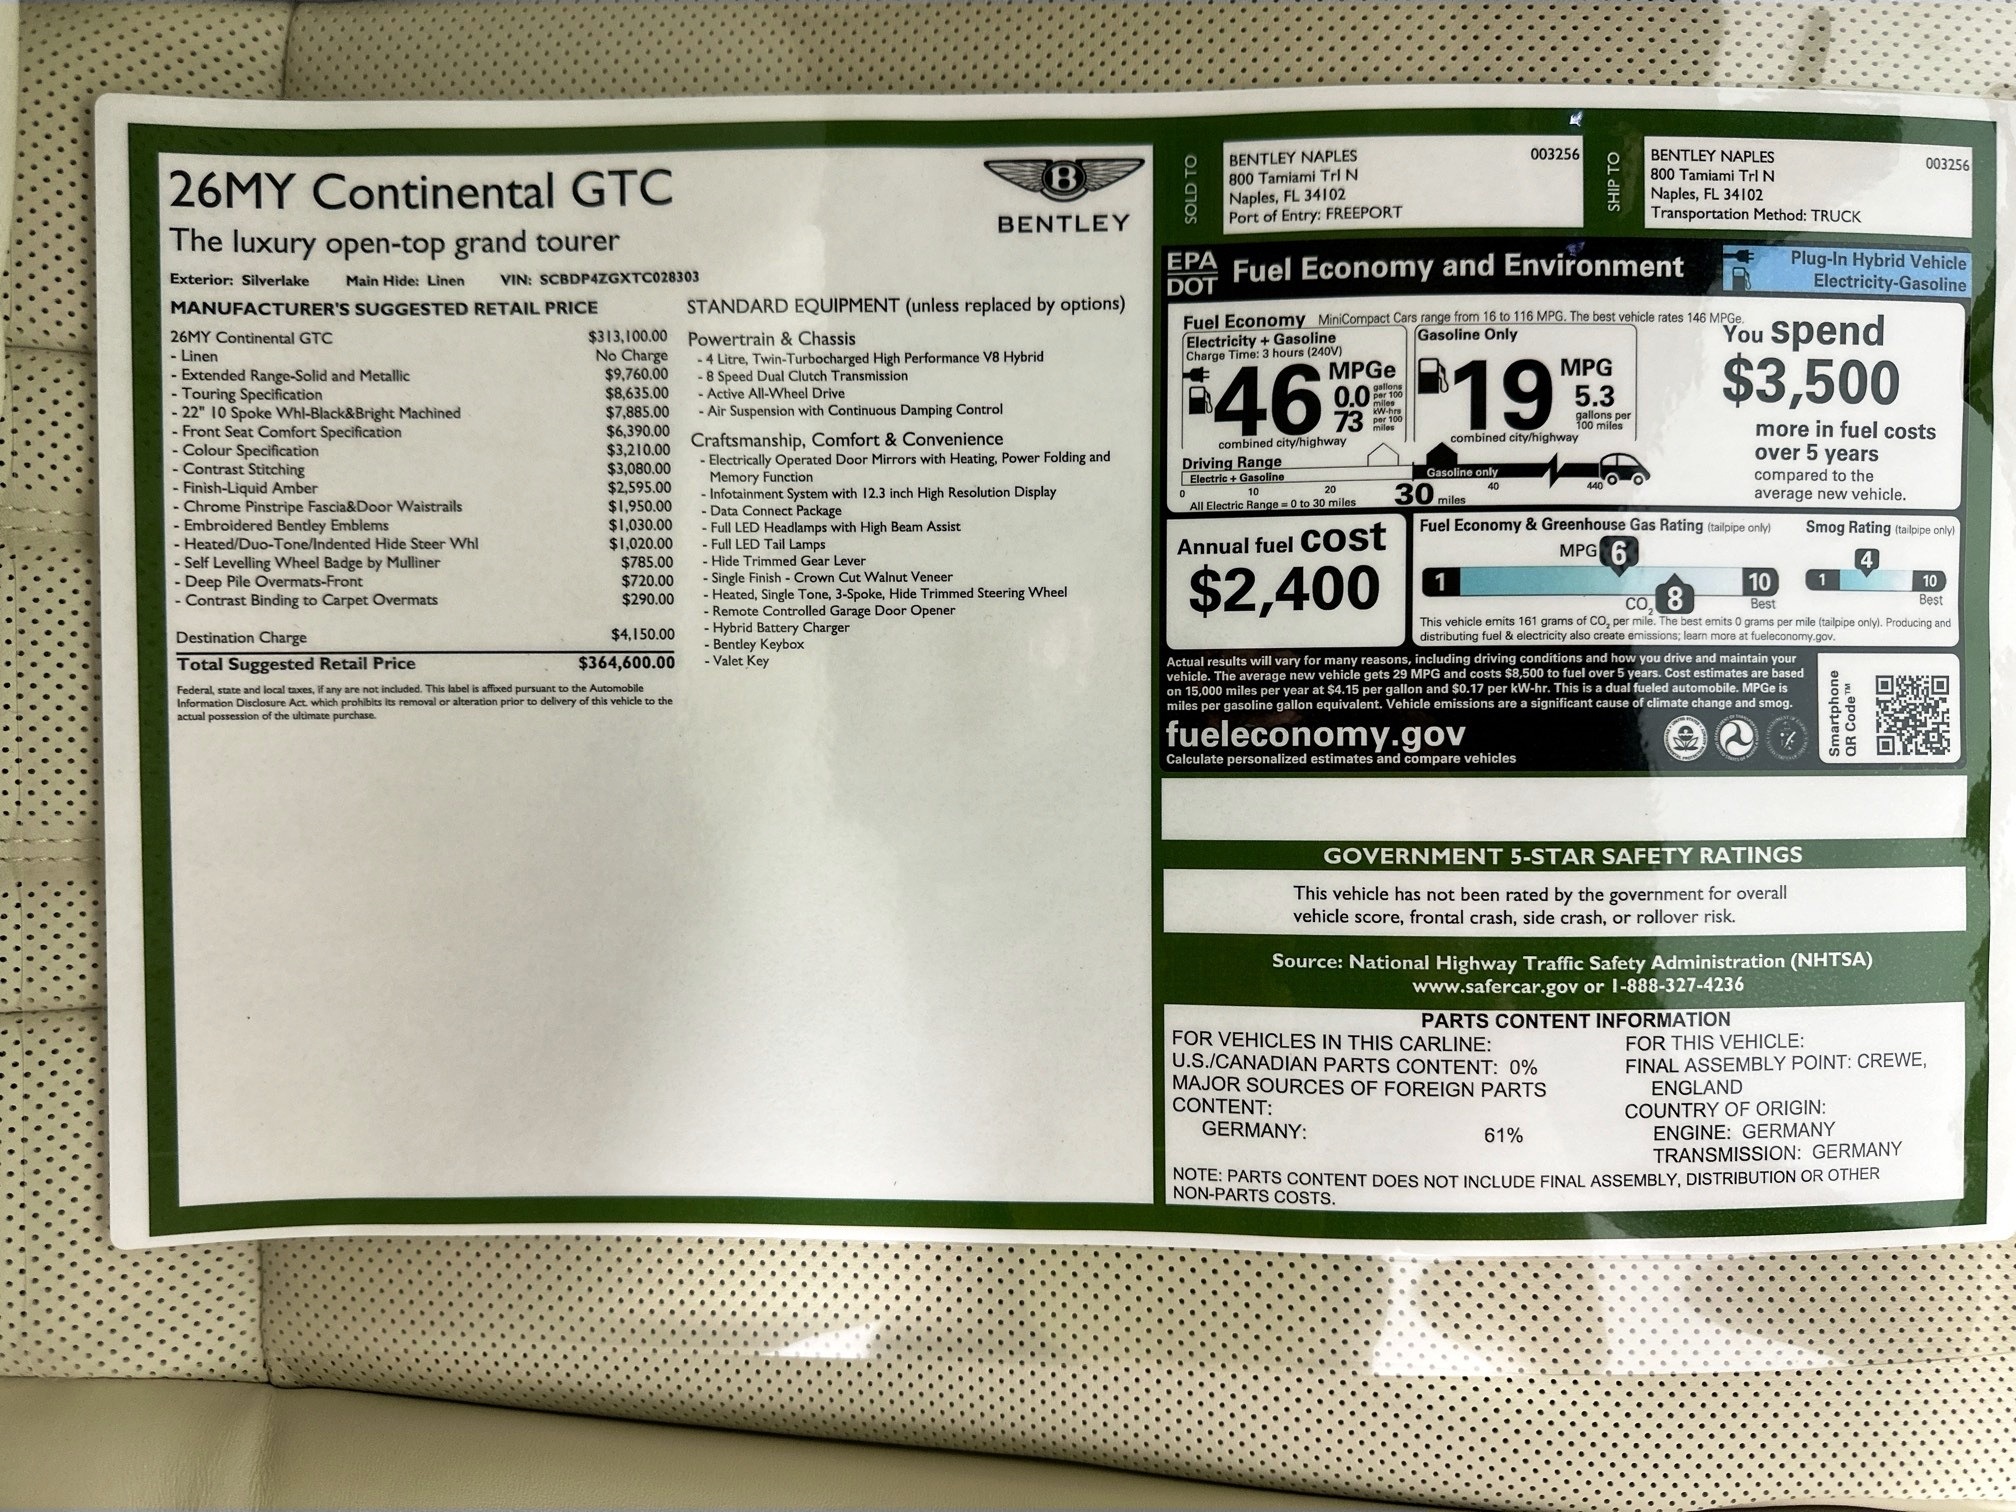 26MY Continental GTC
The luxury open-top grand tourer
BENTLEY
Exterior: Silverlake Main Hide: Linen VIN: SCBDP4ZGXTC028303
MANUFACTURER'S SUGGESTED RETAIL PRICE
26MY Continental GTC $313,100.00
- Linen No Charge
- Extended Range-Solid and Metallic $9,760.00
- Touring Specification $8,635.00
- 22" 10 Spoke Whl-Black&Bright Machined $7,885.00
- Front Seat Comfort Specification $6,390.00
- Colour Specification $3,210.00
- Contrast Stitching $3,080.00
- Finish-Liquid Amber $2,595.00
- Chrome Pinstripe Fascia&Door Waistrails $1,950.00
- Embroidered Bentley Emblems $1,030.00
- Heated/Duo-Tone/Indented Hide Steer Whl $1,020.00
- Self Levelling Wheel Badge by Mulliner $785.00
- Deep Pile Overmats-Front $720.00
- Contrast Binding to Carpet Overmats $290.00
Destination Charge $4,150.00
Total Suggested Retail Price $364,600.00
Federal, state and local taxes, if any are not included. This label is affixed pursuant to the Automobile
Information Disclosure Act. which prohibits its removal or alteration prior to delivery of this vehicle to the
actual possession of the ultimate purchase.
STANDARD EQUIPMENT (unless replaced by options)
Powertrain & Chassis
- 4 Litre, Twin-Turbocharged High Performance V8 Hybrid
- 8 Speed Dual Clutch Transmission
- Active All-Wheel Drive
- Air Suspension with Continuous Damping Control
Craftsmanship, Comfort & Convenience
- Electrically Operated Door Mirrors with Heating, Power Folding and
Memory Function
- Infotainment System with 12.3 inch High Resolution Display
- Data Connect Package
- Full LED Headlamps with High Beam Assist
- Full LED Tail Lamps
- Hide Trimmed Gear Lever
- Single Finish - Crown Cut Walnut Veneer
- Heated, Single Tone, 3-Spoke, Hide Trimmed Steering Wheel
- Remote Controlled Garage Door Opener
- Hybrid Battery Charger
- Bentley Keybox
- Valet Key
SOLD TO
BENTLEY NAPLES 003256
800 Tamiami Trl N
Naples, FL 34102
Port of Entry: FREEPORT
SHIP TO
BENTLEY NAPLES 003256
800 Tamiami Trl N
Naples, FL 34102
Transportation Method: TRUCK
EPA
DOT
Fuel Economy and Environment
Plug-In Hybrid Vehicle
Electricity-Gasoline
Fuel Economy MiniCompact Cars range from 16 to 116 MPG. The best vehicle rates 146 MPGe.
Electricity + Gasoline
Charge Time: 3 hours (240V)
46 MPGe
0.0 gallons per 100 miles
73 kW-hrs per 100 miles
combined city/highway
Gasoline Only
19 MPG
5.3
gallons per
100 miles
combined city/highway
Driving Range
Electric + Gasoline
Gasoline only
0 10 20 30 miles 40 440
All Electric Range = 0 to 30 miles
You spend
$3,500
more in fuel costs
over 5 years
compared to the
average new vehicle.
Annual fuel cost
$2,400
Fuel Economy & Greenhouse Gas Rating (tailpipe only)
MPG 6
1 10
CO2 8 Best
Smog Rating (tailpipe only)
4
1 10
Best
This vehicle emits 161 grams of CO2 per mile. The best emits 0 grams per mile (tailpipe only). Producing and
distributing fuel & electricity also create emissions; learn more at fueleconomy.gov.
Actual results will vary for many reasons, including driving conditions and how you drive and maintain your
vehicle. The average new vehicle gets 29 MPG and costs $8,500 to fuel over 5 years. Cost estimates are based
on 15,000 miles per year at $4.15 per gallon and $0.17 per kW-hr. This is a dual fueled automobile. MPGe is
miles per gasoline gallon equivalent. Vehicle emissions are a significant cause of climate change and smog.
fueleconomy.gov
Calculate personalized estimates and compare vehicles
Smartphone
QR Code™
GOVERNMENT 5-STAR SAFETY RATINGS
This vehicle has not been rated by the government for overall
vehicle score, frontal crash, side crash, or rollover risk.
Source: National Highway Traffic Safety Administration (NHTSA)
www.safercar.gov or 1-888-327-4236
PARTS CONTENT INFORMATION
FOR VEHICLES IN THIS CARLINE:
U.S./CANADIAN PARTS CONTENT: 0%
MAJOR SOURCES OF FOREIGN PARTS
CONTENT:
GERMANY: 61%
FOR THIS VEHICLE:
FINAL ASSEMBLY POINT: CREWE,
ENGLAND
COUNTRY OF ORIGIN:
ENGINE: GERMANY
TRANSMISSION: GERMANY
NOTE: PARTS CONTENT DOES NOT INCLUDE FINAL ASSEMBLY, DISTRIBUTION OR OTHER
NON-PARTS COSTS.